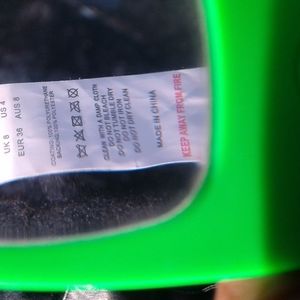 UK 8 US 4
EUR 36 AUS 8
COATING:100% POLYURETHANE
BACKING:100% POLYESTER
CLEAN WITH A DAMP CLOTH
DO NOT BLEACH
DO NOT TUMBLE DRY
DO NOT IRON
DO NOT DRY CLEAN
MADE IN CHINA
KEEP AWAY FROM FIRE